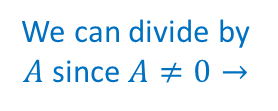 We can divide by
A since A ≠ 0 →